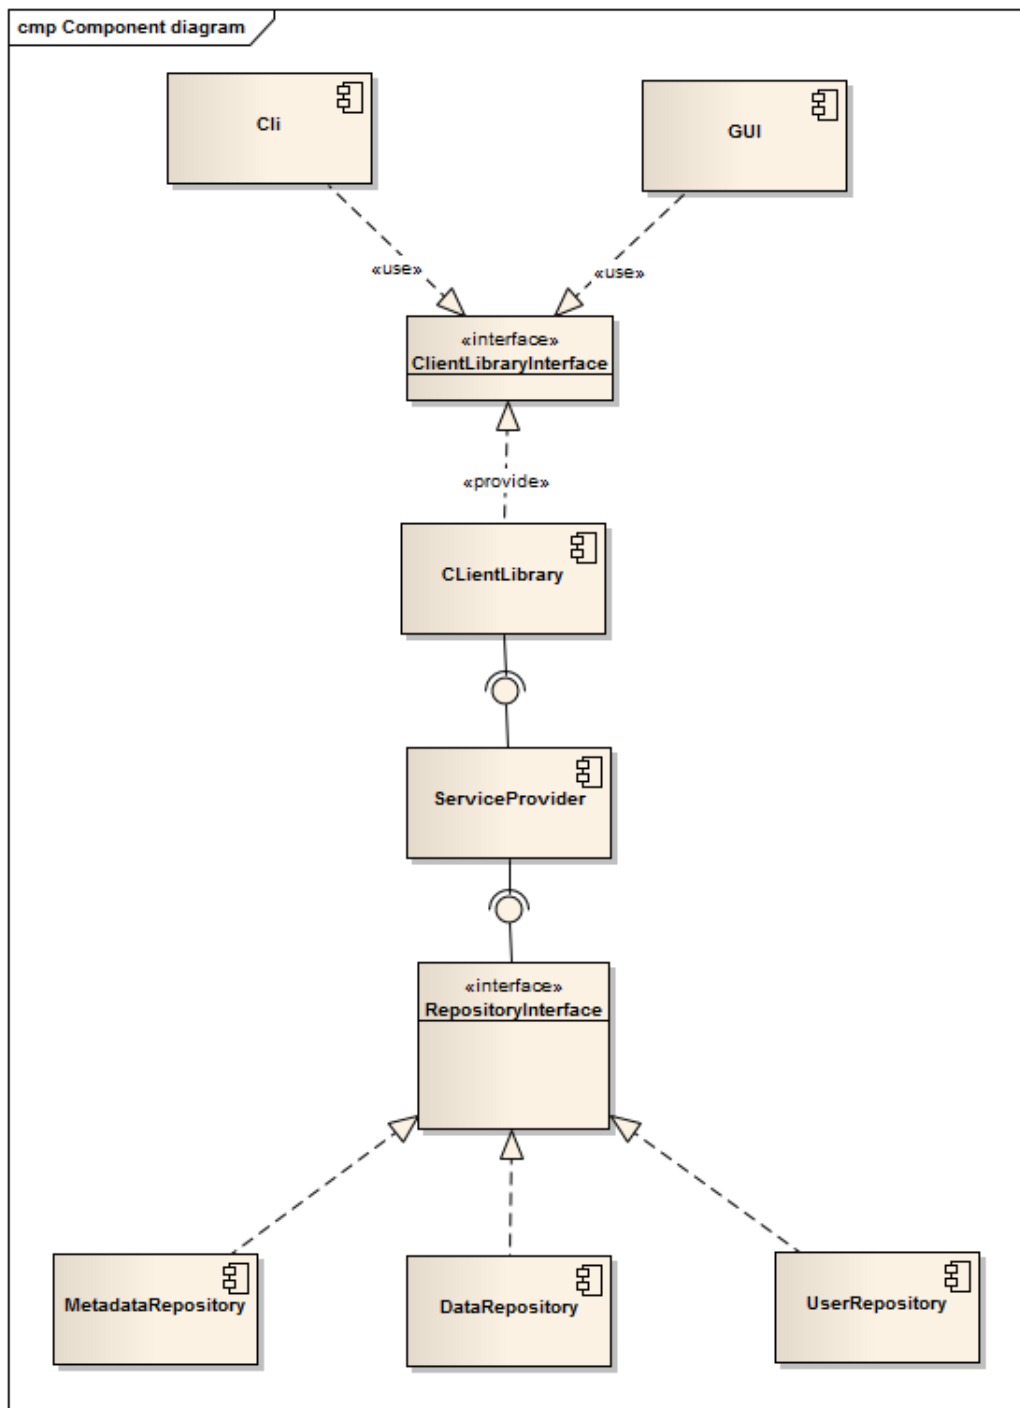 cmp Component diagram
Cli
GUI
«use»
«use»
«interface»
ClientLibraryInterface
«provide»
CLientLibrary
ServiceProvider
«interface»
RepositoryInterface
MetadataRepository
DataRepository
UserRepository